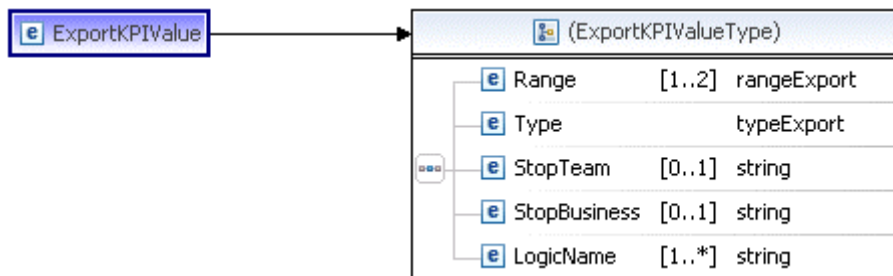 ExportKPIValue
(ExportKPIValueType)
Range [1..2] rangeExport
Type typeExport
StopTeam [0..1] string
StopBusiness [0..1] string
LogicName [1..*] string